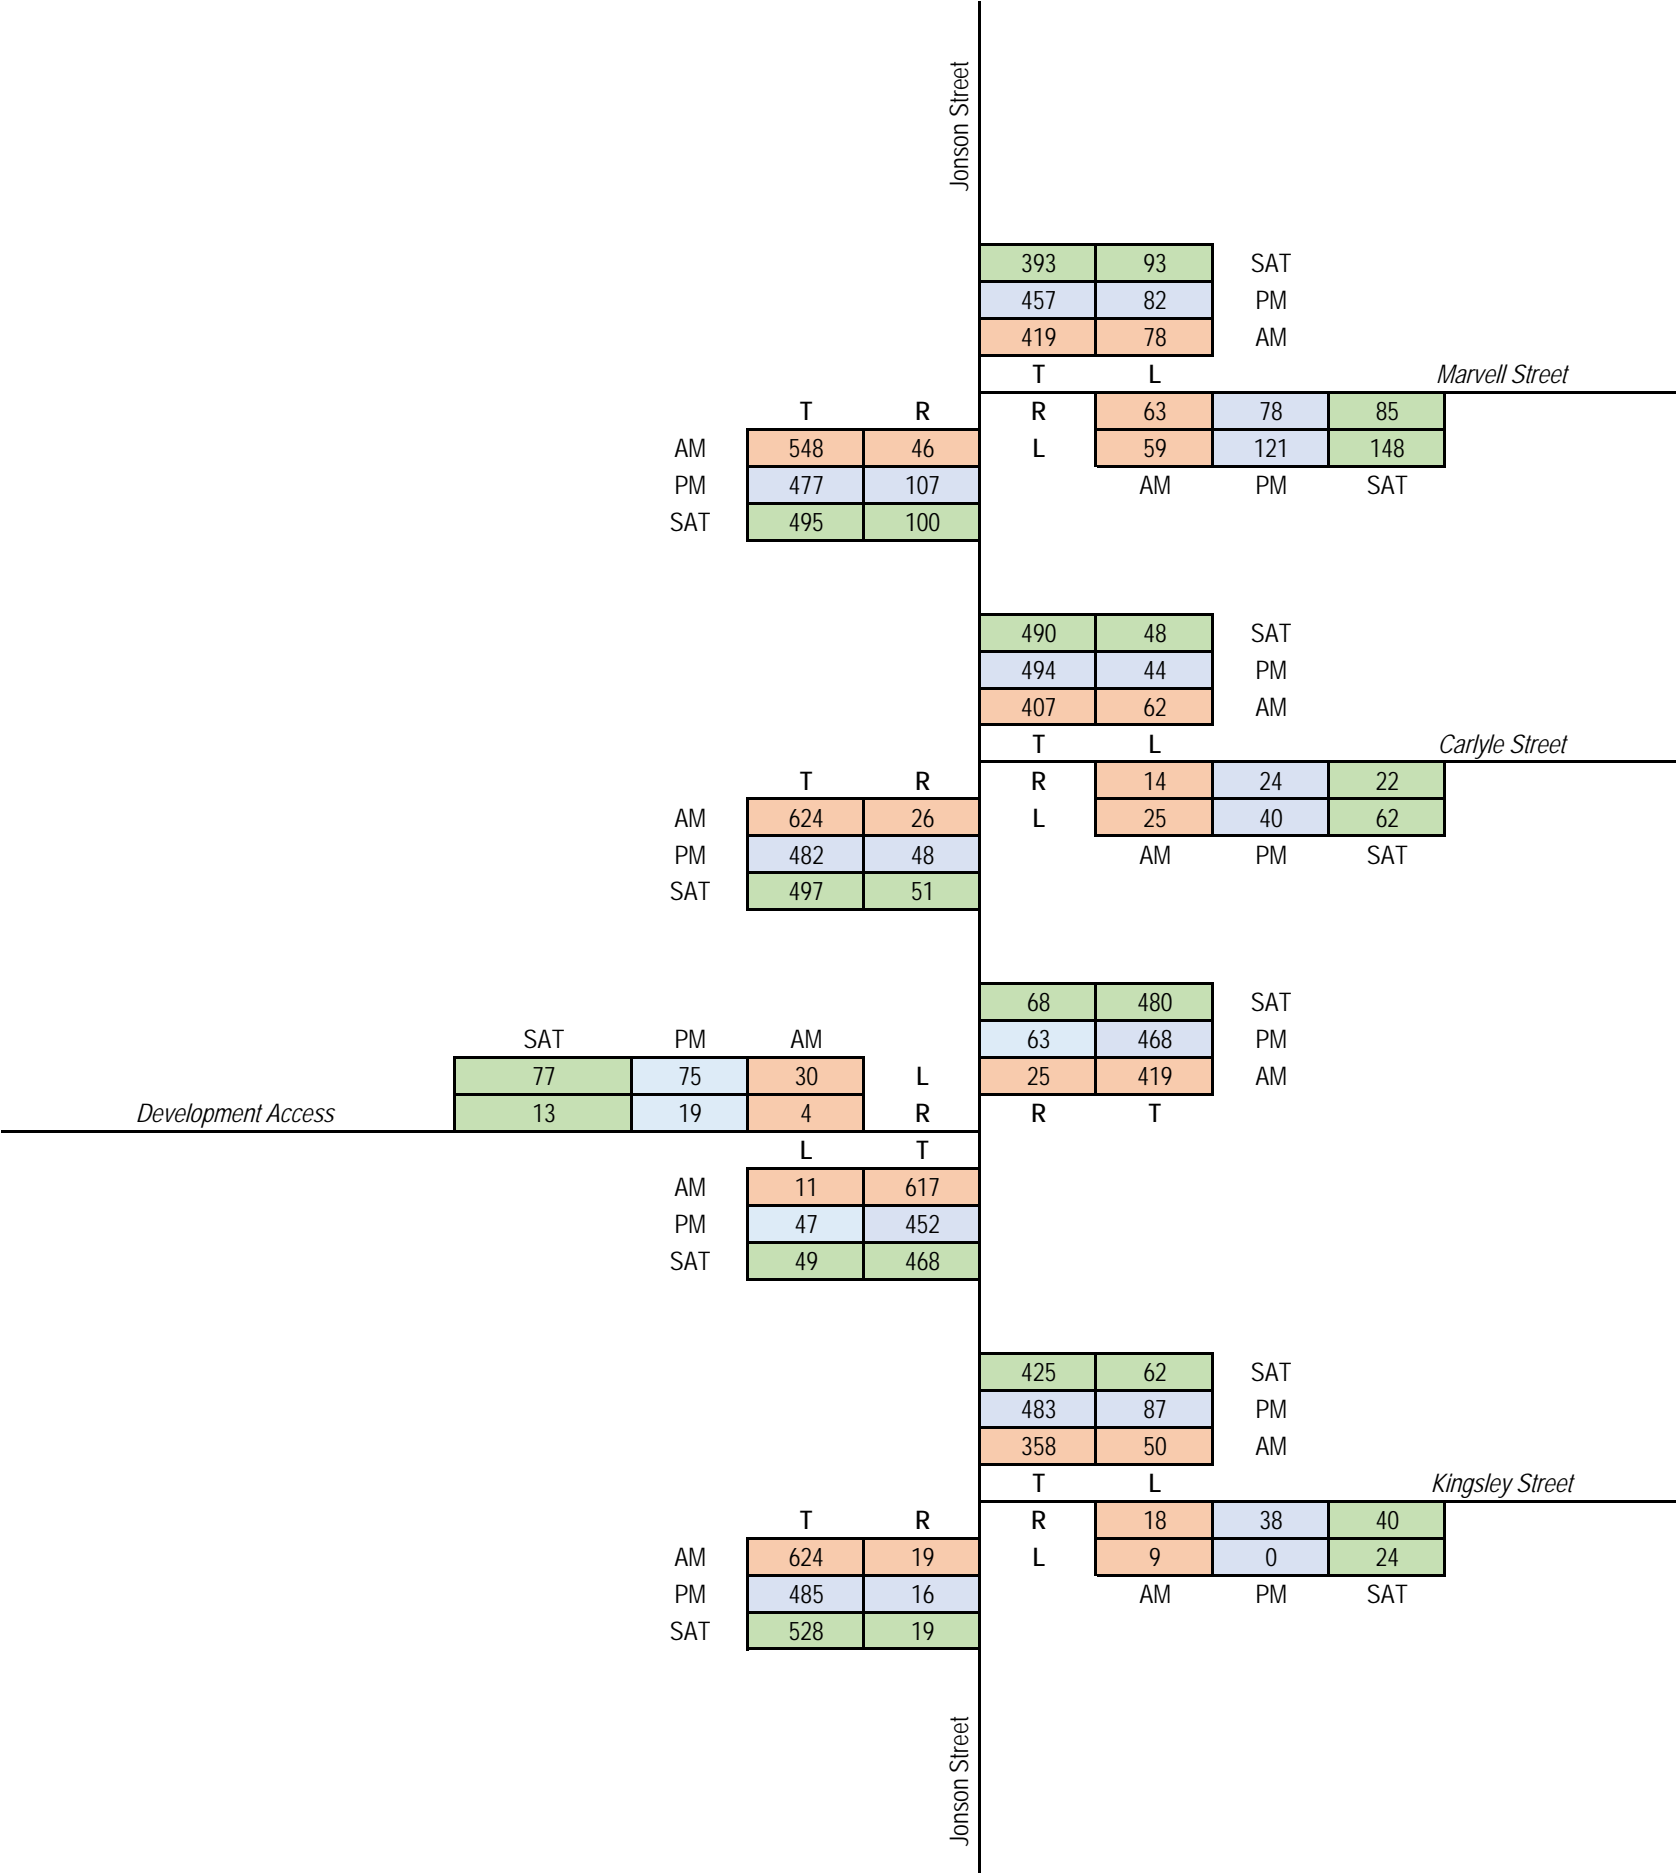 Jonson Street
393 93 SAT
457 82 PM
419 78 AM
T L Marvell Street
T R R 63 78 85
AM 548 46 L 59 121 148
PM 477 107 AM PM SAT
SAT 495 100
490 48 SAT
494 44 PM
407 62 AM
T L Carlyle Street
T R R 14 24 22
AM 624 26 L 25 40 62
PM 482 48 AM PM SAT
SAT 497 51
68 480 SAT
SAT PM AM 63 468 PM
77 75 30 L 25 419 AM
Development Access 13 19 4 R R T
L T
AM 11 617
PM 47 452
SAT 49 468
425 62 SAT
483 87 PM
358 50 AM
T L Kingsley Street
T R R 18 38 40
AM 624 19 L 9 0 24
PM 485 16 AM PM SAT
SAT 528 19
Jonson Street